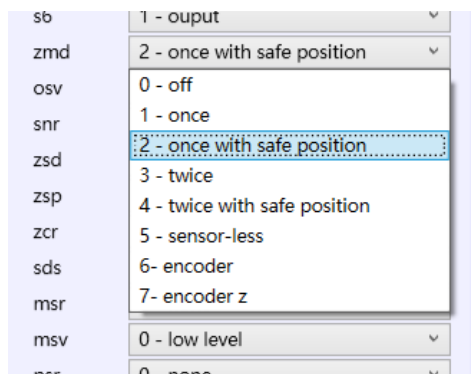 s6 1 - ouput
zmd 2 - once with safe position
osv 0 - off
1 - once
snr
2 - once with safe position
zsd
3 - twice
zsp 4 - twice with safe position
zcr 5 - sensor-less
sds 6- encoder
msr 7- encoder z
msv 0 - low level
0 - none